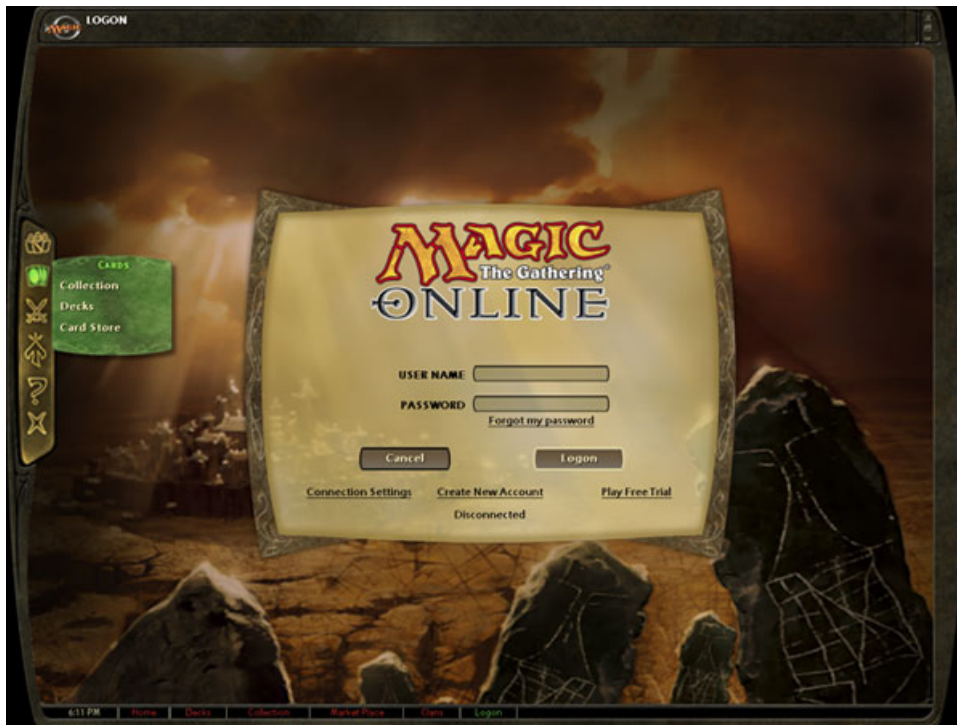 MAGIC
LOGON
MAGIC
The Gathering®
ONLINE
CARDS
Collection
Decks
Card Store
USER NAME
PASSWORD
Forgot my password
Cancel
Logon
Connection Settings
Create New Account
Play Free Trial
Disconnected
6:11 PM
Home
Decks
Collection
Market Place
Clans
Logon